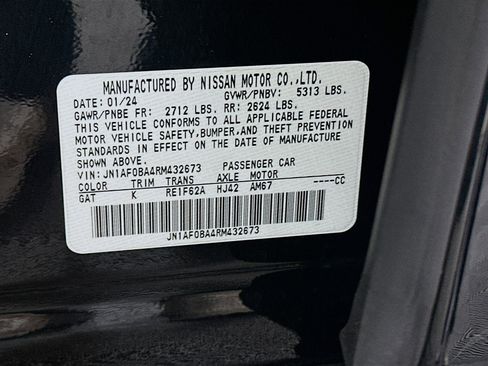 MANUFACTURED BY NISSAN MOTOR CO.,LTD.
DATE: 01/24 GVWR/PNBV: 5313 LBS.
GAWR/PNBE FR: 2712 LBS. RR: 2624 LBS.
THIS VEHICLE CONFORMS TO ALL APPLICABLE FEDERAL
MOTOR VEHICLE SAFETY, BUMPER, AND THEFT PREVENTION
STANDARDS IN EFFECT ON THE DATE OF MANUFACTURE
SHOWN ABOVE.
VIN: JN1AF0BA4RM432673 PASSENGER CAR
COLOR TRIM TRANS AXLE MOTOR
GAT K RE1F62A HJ42 AM67 ----CC
JN1AF0BA4RM432673